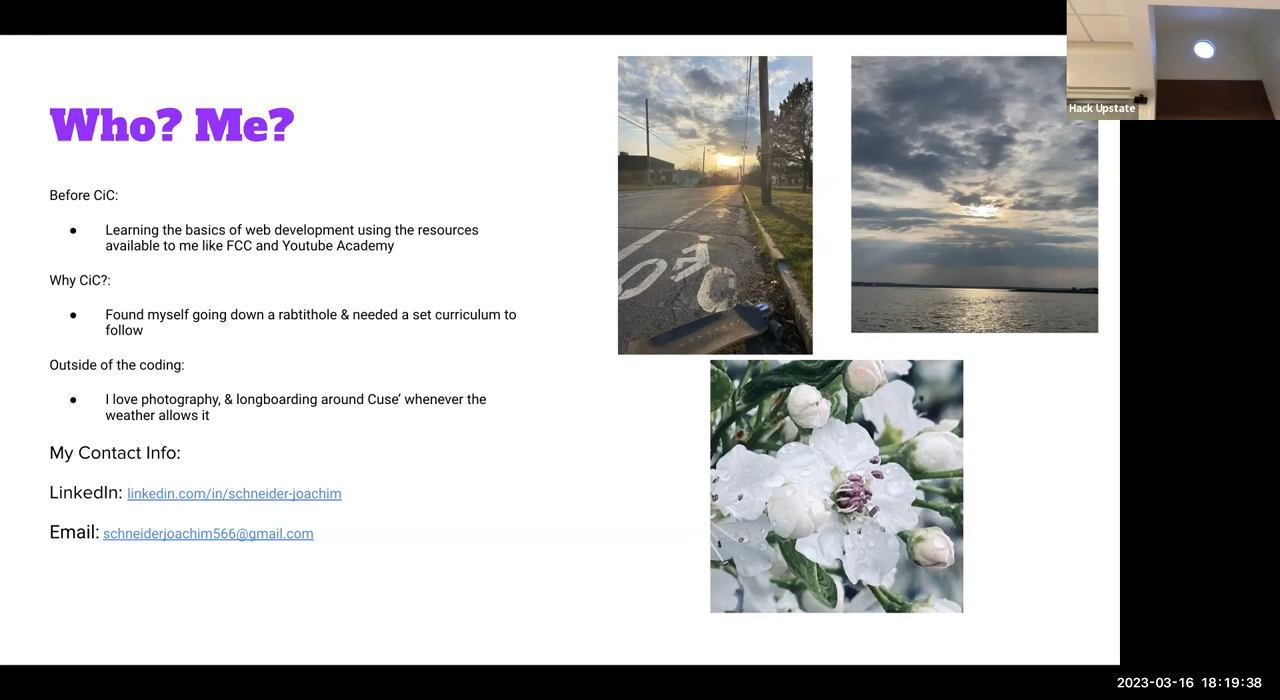 Who? Me?
Before CiC:
● Learning the basics of web development using the resources
available to me like FCC and Youtube Academy
Why CiC?:
● Found myself going down a rabtithole & needed a set curriculum to
follow
Outside of the coding:
● I love photography, & longboarding around Cuse’ whenever the
weather allows it
My Contact Info:
LinkedIn: linkedin.com/in/schneider-joachim
Email: schneiderjoachim566@gmail.com
Hack Upstate
2023-03-16 18:19:38